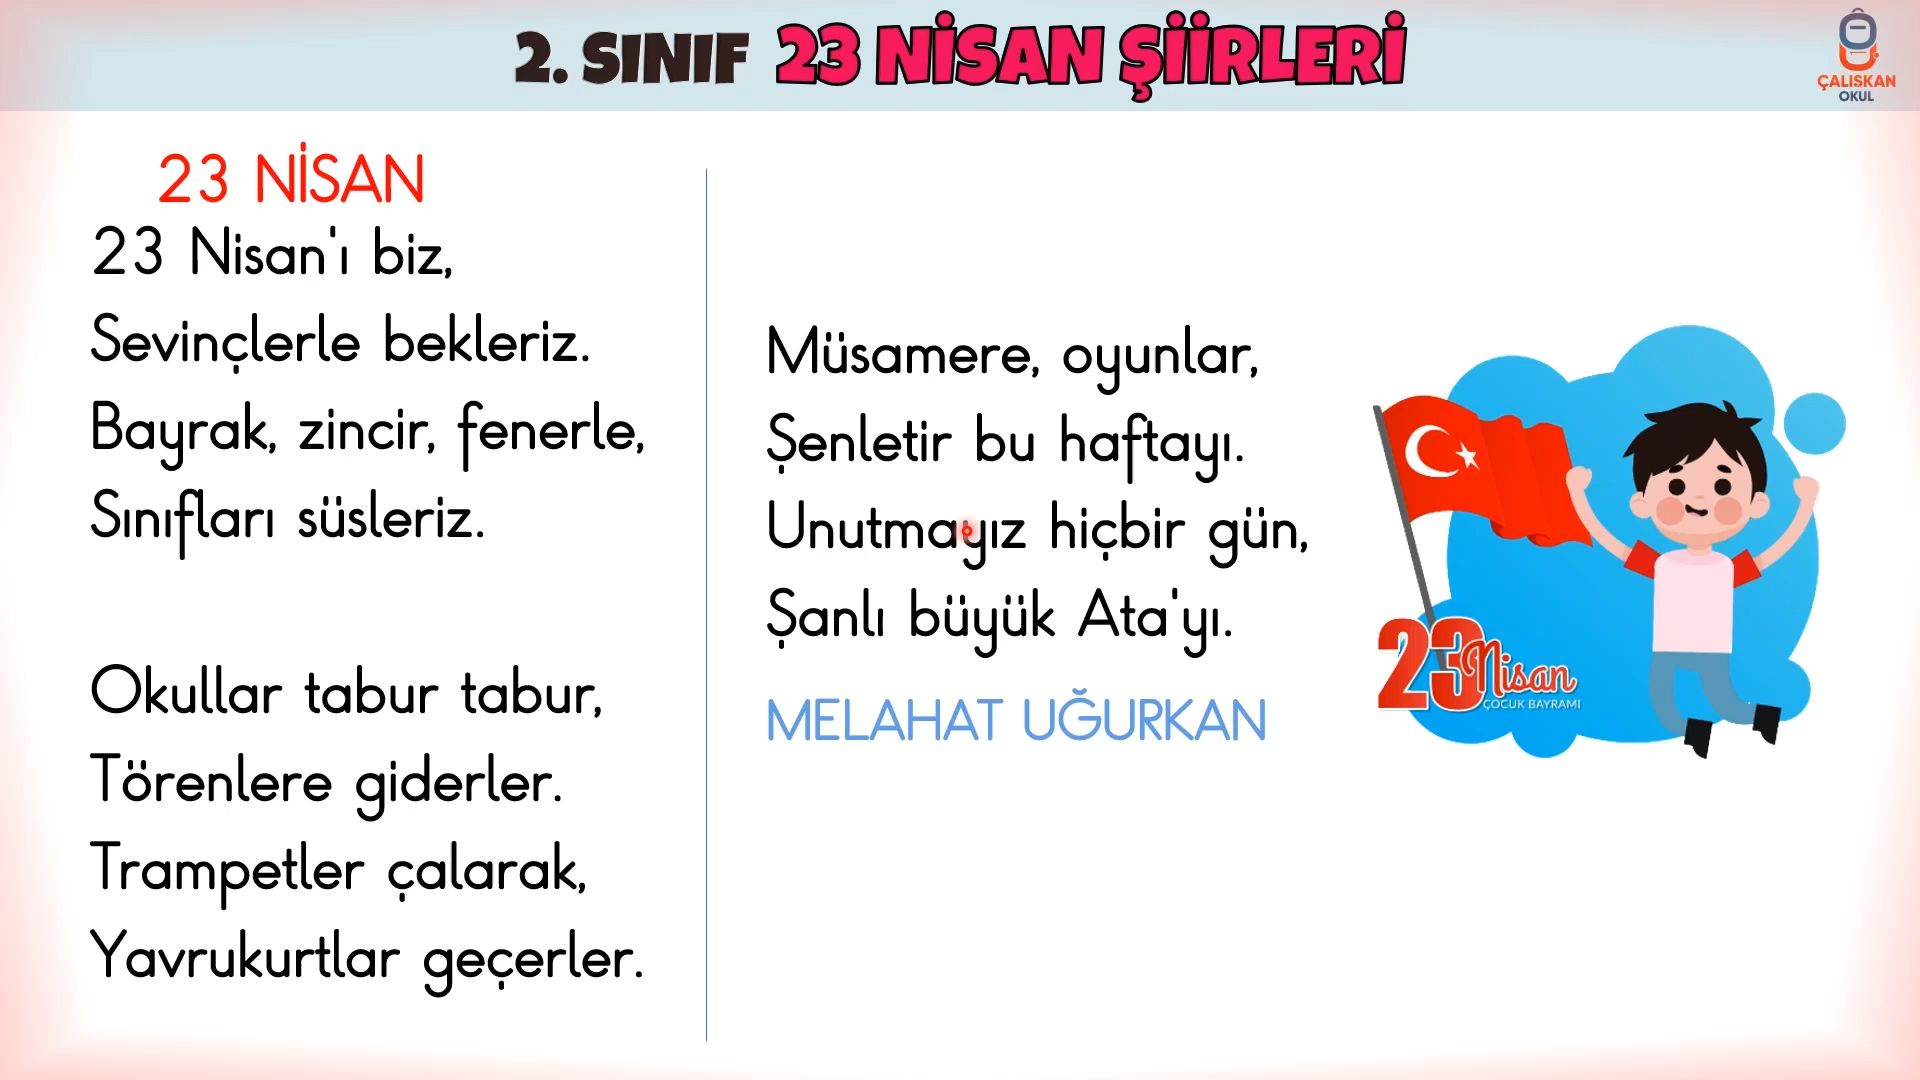 2. SINIF 23 NİSAN ŞİİRLERİ
ÇALISKAN
OKUL
23 NİSAN
23 Nisan'ı biz,
Sevinçlerle bekleriz.
Bayrak, zincir, fenerle,
Sınıfları süsleriz.
Okullar tabur tabur,
Törenlere giderler.
Trampetler çalarak,
Yavrukurtlar geçerler.
Müsamere, oyunlar,
Şenletir bu haftayı.
Unutmayız hiçbir gün,
Şanlı büyük Ata'yı.
MELAHAT UĞURKAN
23 Nisan
ÇOCUK BAYRAMI